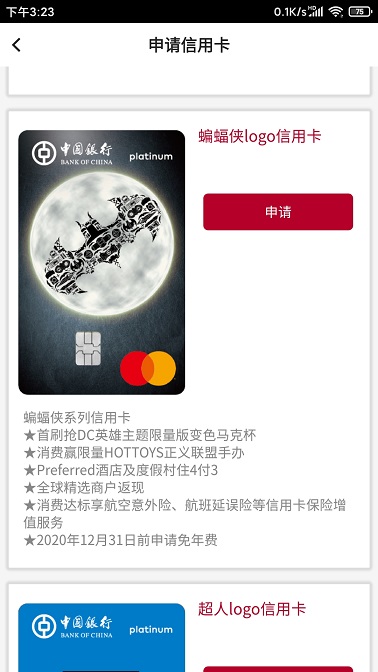 下午3:23
0.1K/s
HD
75
申请信用卡
中国银行
BANK OF CHINA
platinum
蝙蝠侠logo信用卡
申请
蝙蝠侠系列信用卡
★首刷抢DC英雄主题限量版变色马克杯
★消费赢限量HOTTOYS正义联盟手办
★Preferred酒店及度假村住4付3
★全球精选商户返现
★消费达标享航空意外险、航班延误险等信用卡保险增
值服务
★2020年12月31日前申请免年费
中国银行
BANK OF CHINA
platinum
超人logo信用卡